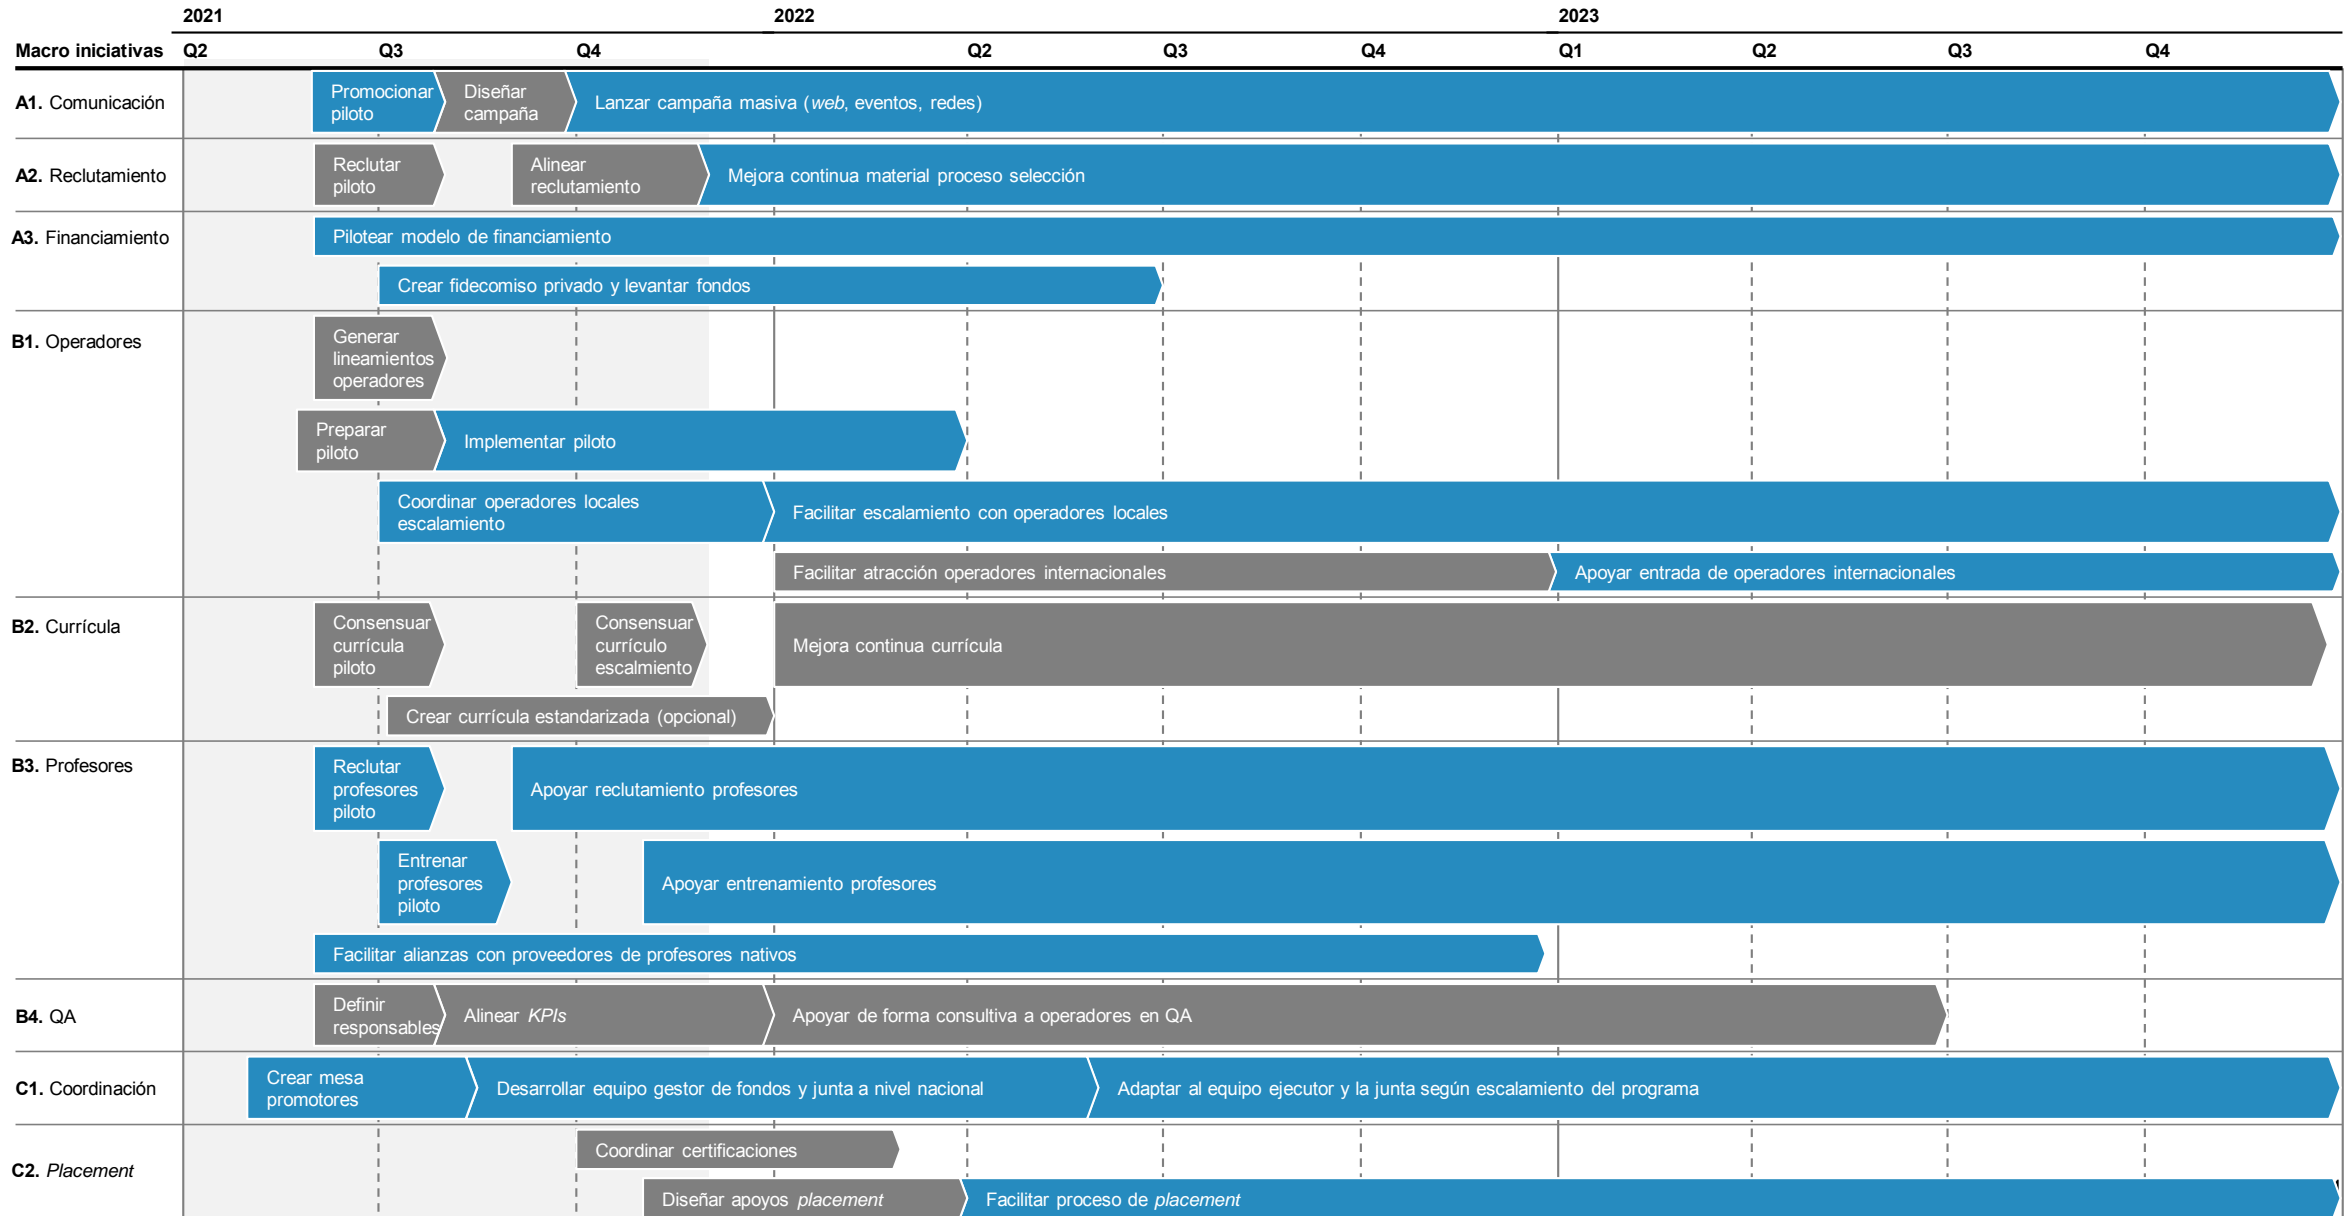 2021 2022 2023
Macro iniciativas Q2 Q3 Q4 Q2 Q3 Q4 Q1 Q2 Q3 Q4
A1. Comunicación
Promocionar
piloto
Diseñar
campaña
Lanzar campaña masiva (web, eventos, redes)
A2. Reclutamiento
Reclutar
piloto
Alinear
reclutamiento
Mejora continua material proceso selección
A3. Financiamiento
Pilotear modelo de financiamiento
Crear fidecomiso privado y levantar fondos
B1. Operadores
Generar
lineamientos
operadores
Preparar
piloto
Implementar piloto
Coordinar operadores locales
escalamiento
Facilitar escalamiento con operadores locales
Facilitar atracción operadores internacionales
Apoyar entrada de operadores internacionales
B2. Currícula
Consensuar
currícula
piloto
Consensuar
currículo
escalmiento
Mejora continua currícula
Crear currícula estandarizada (opcional)
B3. Profesores
Reclutar
profesores
piloto
Apoyar reclutamiento profesores
Entrenar
profesores
piloto
Apoyar entrenamiento profesores
Facilitar alianzas con proveedores de profesores nativos
B4. QA
Definir
responsables
Alinear KPIs
Apoyar de forma consultiva a operadores en QA
C1. Coordinación
Crear mesa
promotores
Desarrollar equipo gestor de fondos y junta a nivel nacional
Adaptar al equipo ejecutor y la junta según escalamiento del programa
C2. Placement
Coordinar certificaciones
Diseñar apoyos placement
Facilitar proceso de placement